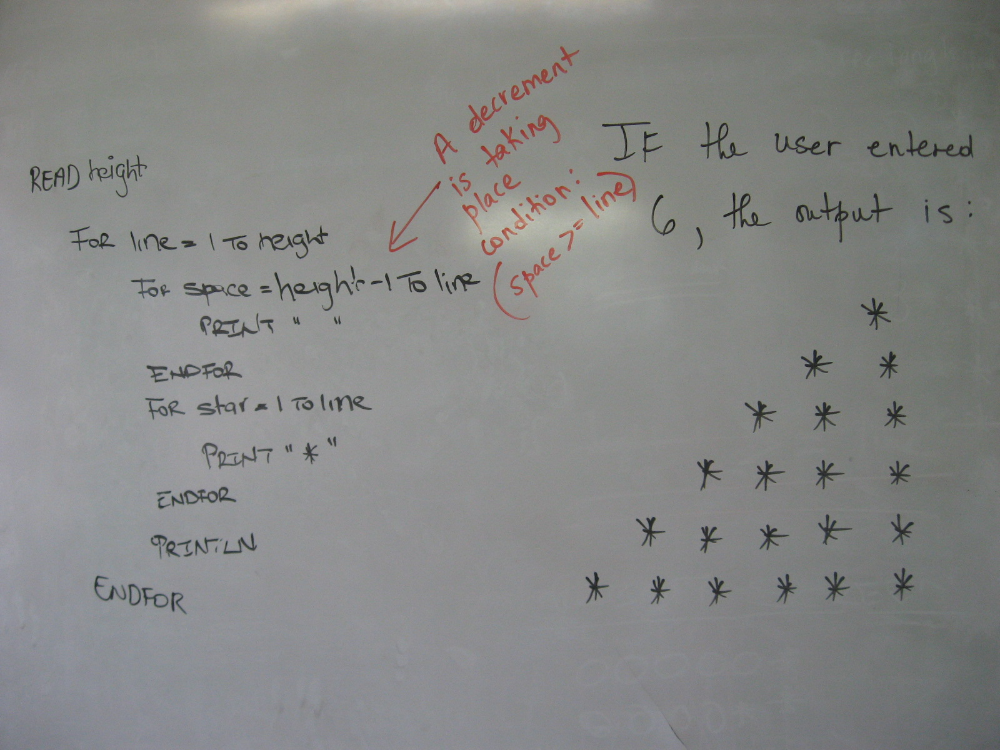 READ height
FOR line = 1 TO height
FOR space = height - 1 TO line
PRINT " "
ENDFOR
FOR star = 1 TO line
PRINT "*"
ENDFOR
PRINTLN
ENDFOR
A decrement
is taking
place
condition:
(space >= line)
IF the user entered
6, the output is:
*
* *
* * *
* * * *
* * * * *
* * * * * *